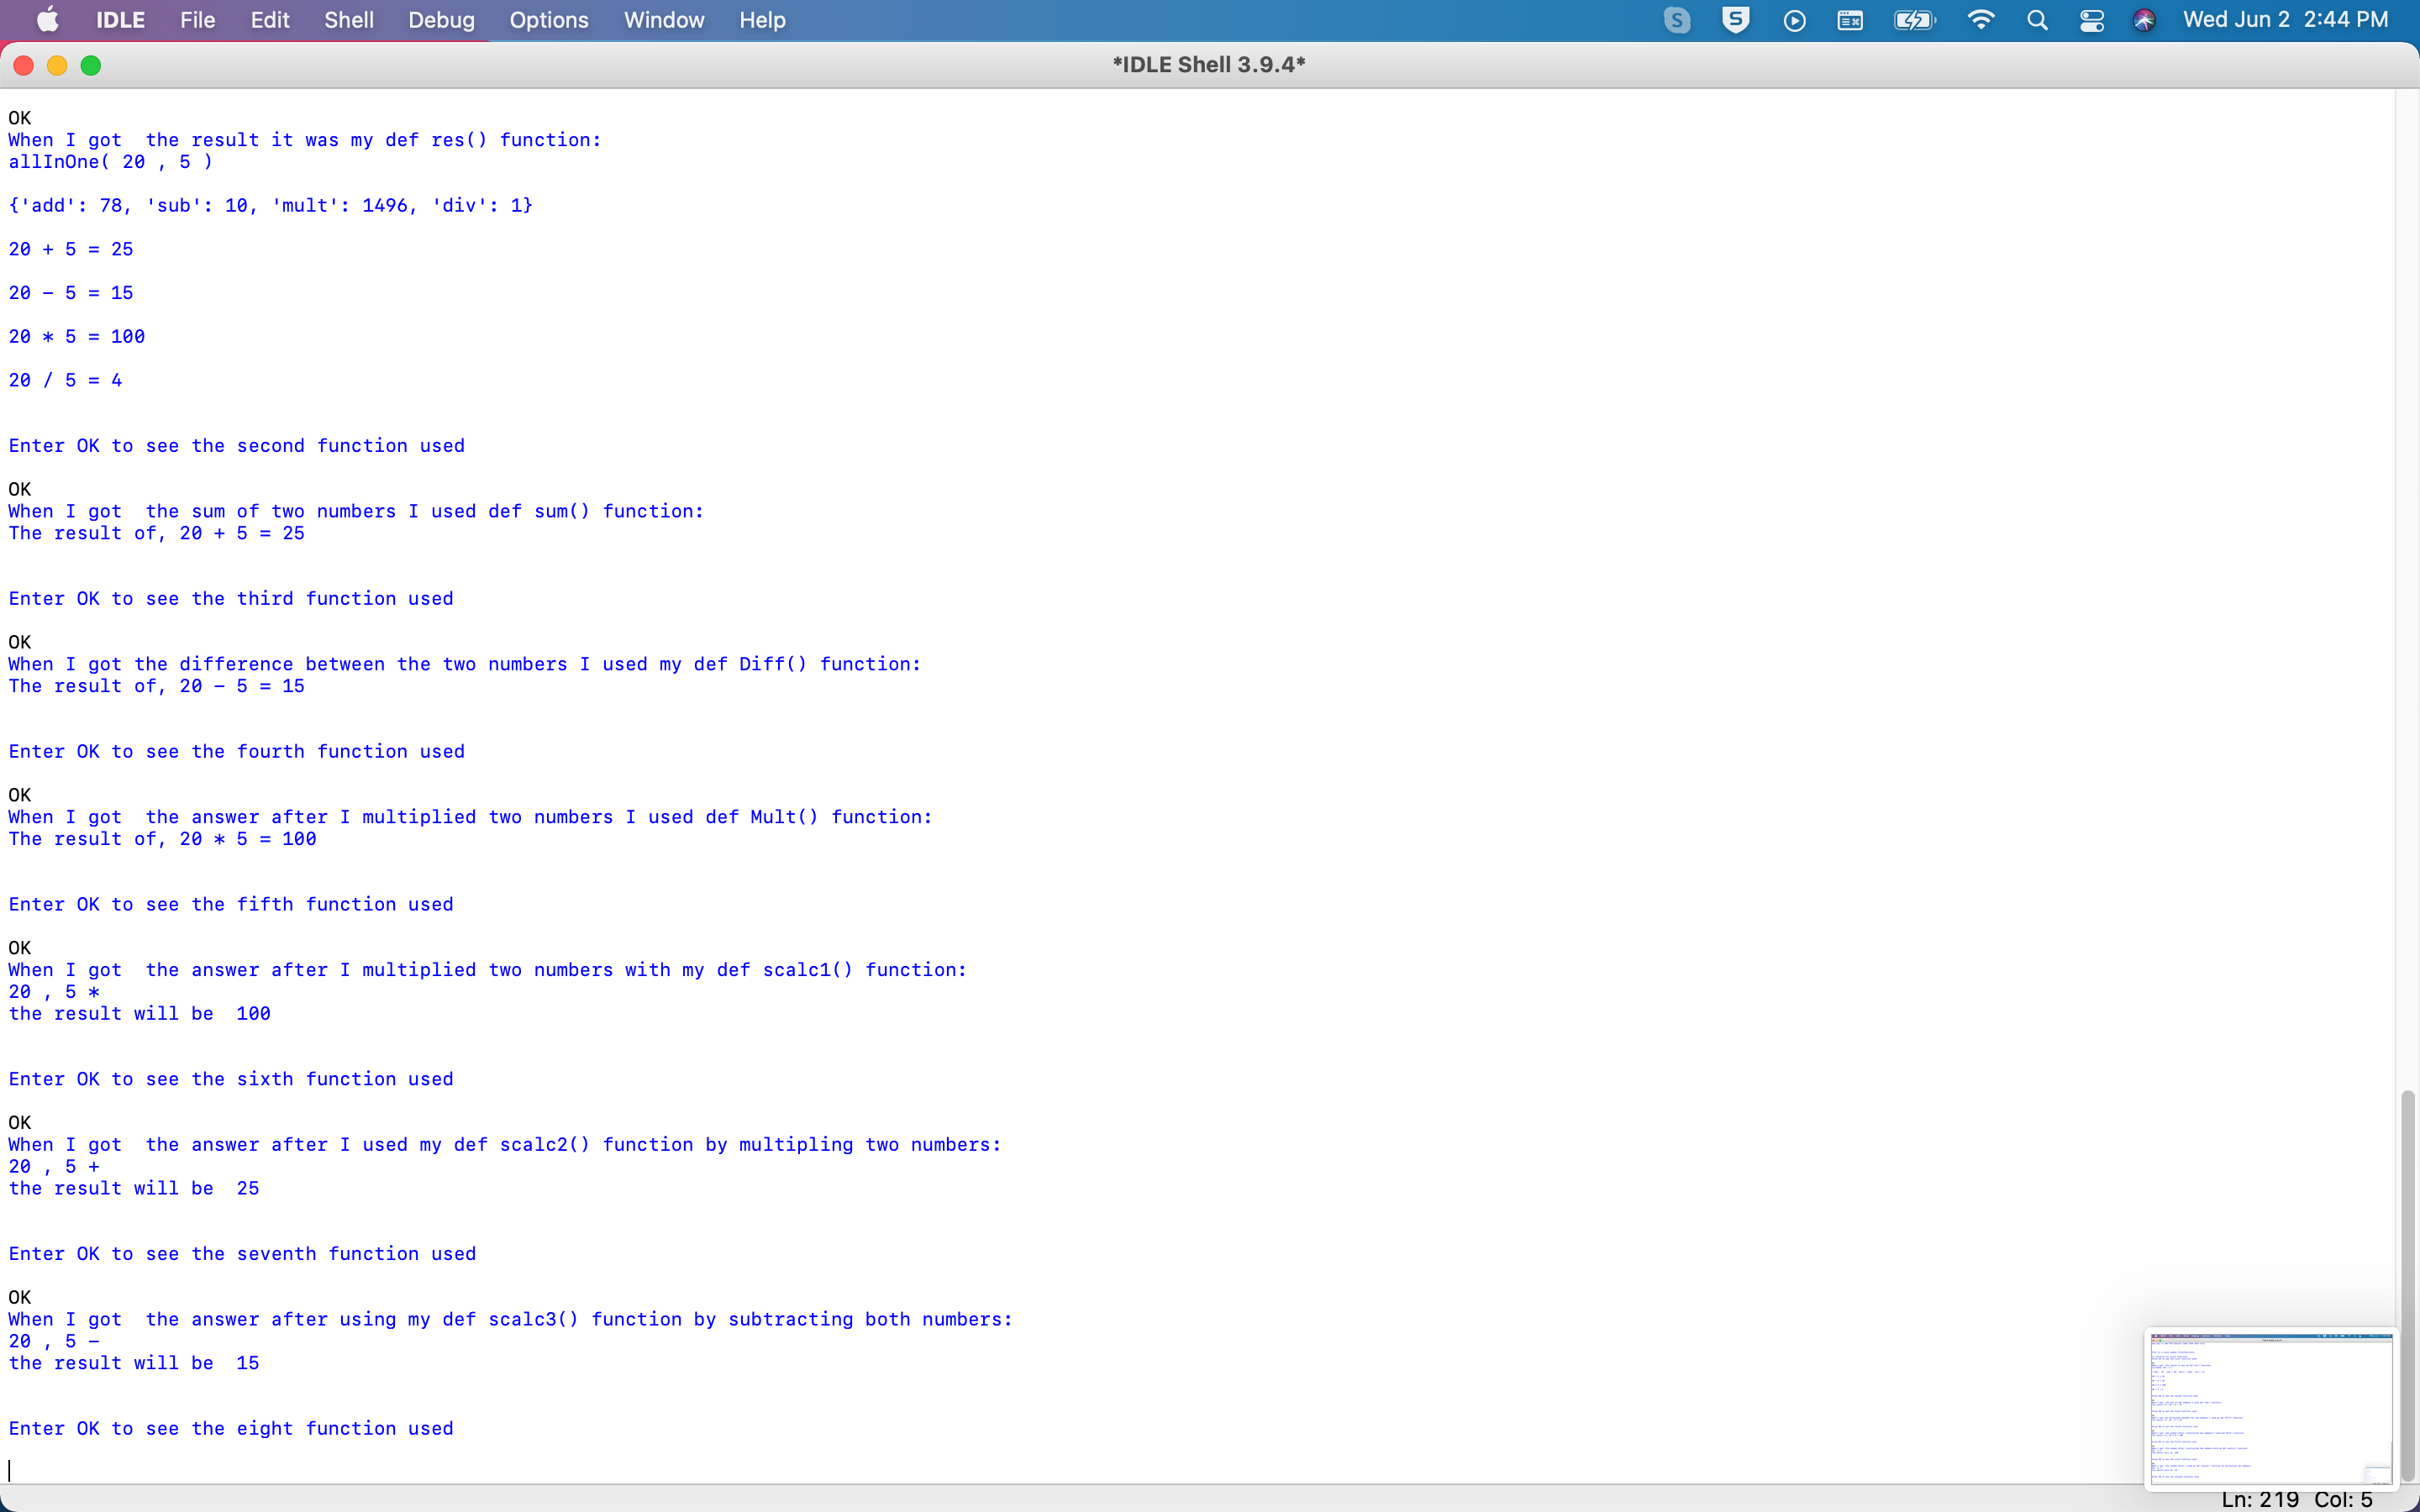 IDLE File Edit Shell Debug Options Window Help Wed Jun 2 2:44 PM
*IDLE Shell 3.9.4*
OK
When I got  the result it was my def res() function:
allInOne( 20 , 5 )
{'add': 78, 'sub': 10, 'mult': 1496, 'div': 1}
20 + 5 = 25
20 - 5 = 15
20 * 5 = 100
20 / 5 = 4
Enter OK to see the second function used
OK
When I got  the sum of two numbers I used def sum() function:
The result of, 20 + 5 = 25
Enter OK to see the third function used
OK
When I got the difference between the two numbers I used my def Diff() function:
The result of, 20 - 5 = 15
Enter OK to see the fourth function used
OK
When I got  the answer after I multiplied two numbers I used def Mult() function:
The result of, 20 * 5 = 100
Enter OK to see the fifth function used
OK
When I got  the answer after I multiplied two numbers with my def scalc1() function:
20 , 5 *
the result will be  100
Enter OK to see the sixth function used
OK
When I got  the answer after I used my def scalc2() function by multipling two numbers:
20 , 5 +
the result will be  25
Enter OK to see the seventh function used
OK
When I got  the answer after using my def scalc3() function by subtracting both numbers:
20 , 5 -
the result will be  15
Enter OK to see the eight function used
Ln: 219 Col: 5